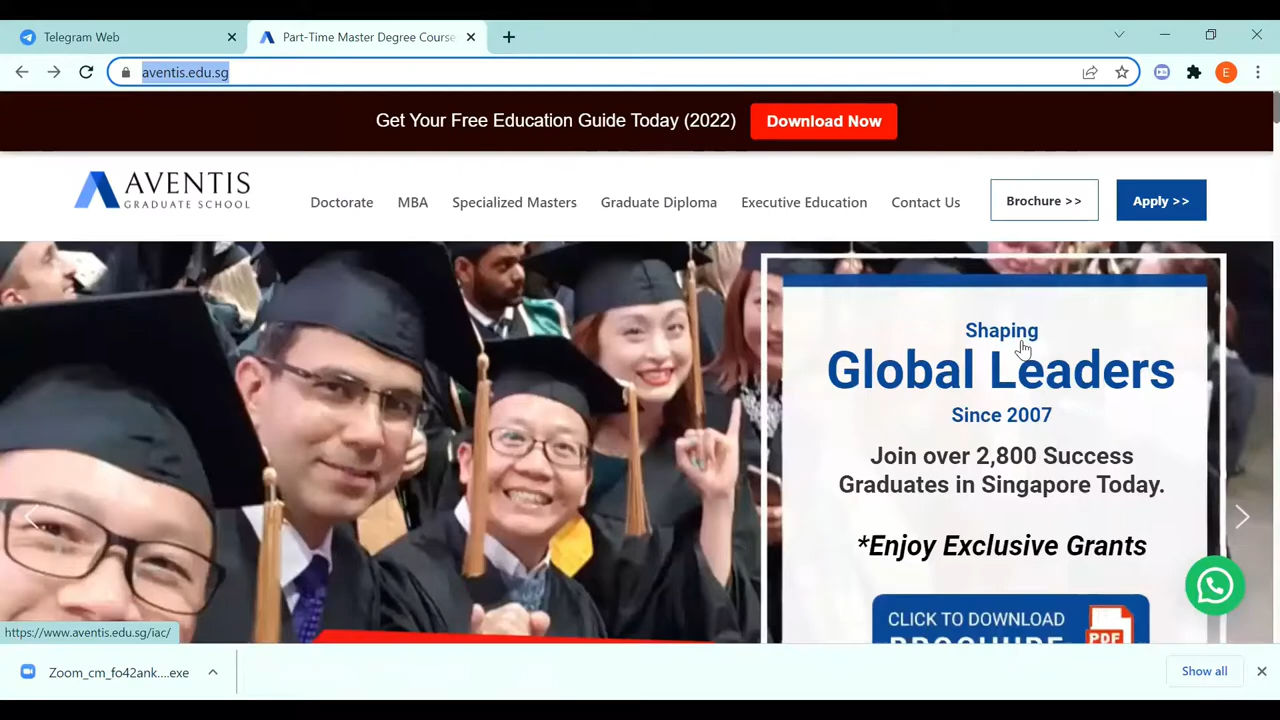 Telegram Web
Part-Time Master Degree Course
aventis.edu.sg
E
Get Your Free Education Guide Today (2022)
Download Now
AVENTIS
GRADUATE SCHOOL
Doctorate
MBA
Specialized Masters
Graduate Diploma
Executive Education
Contact Us
Brochure >>
Apply >>
Shaping
Global Leaders
Since 2007
Join over 2,800 Success
Graduates in Singapore Today.
*Enjoy Exclusive Grants
CLICK TO DOWNLOAD
BROCHURE
PDF
https://www.aventis.edu.sg/iac/
Zoom_cm_fo42ank....exe
Show all